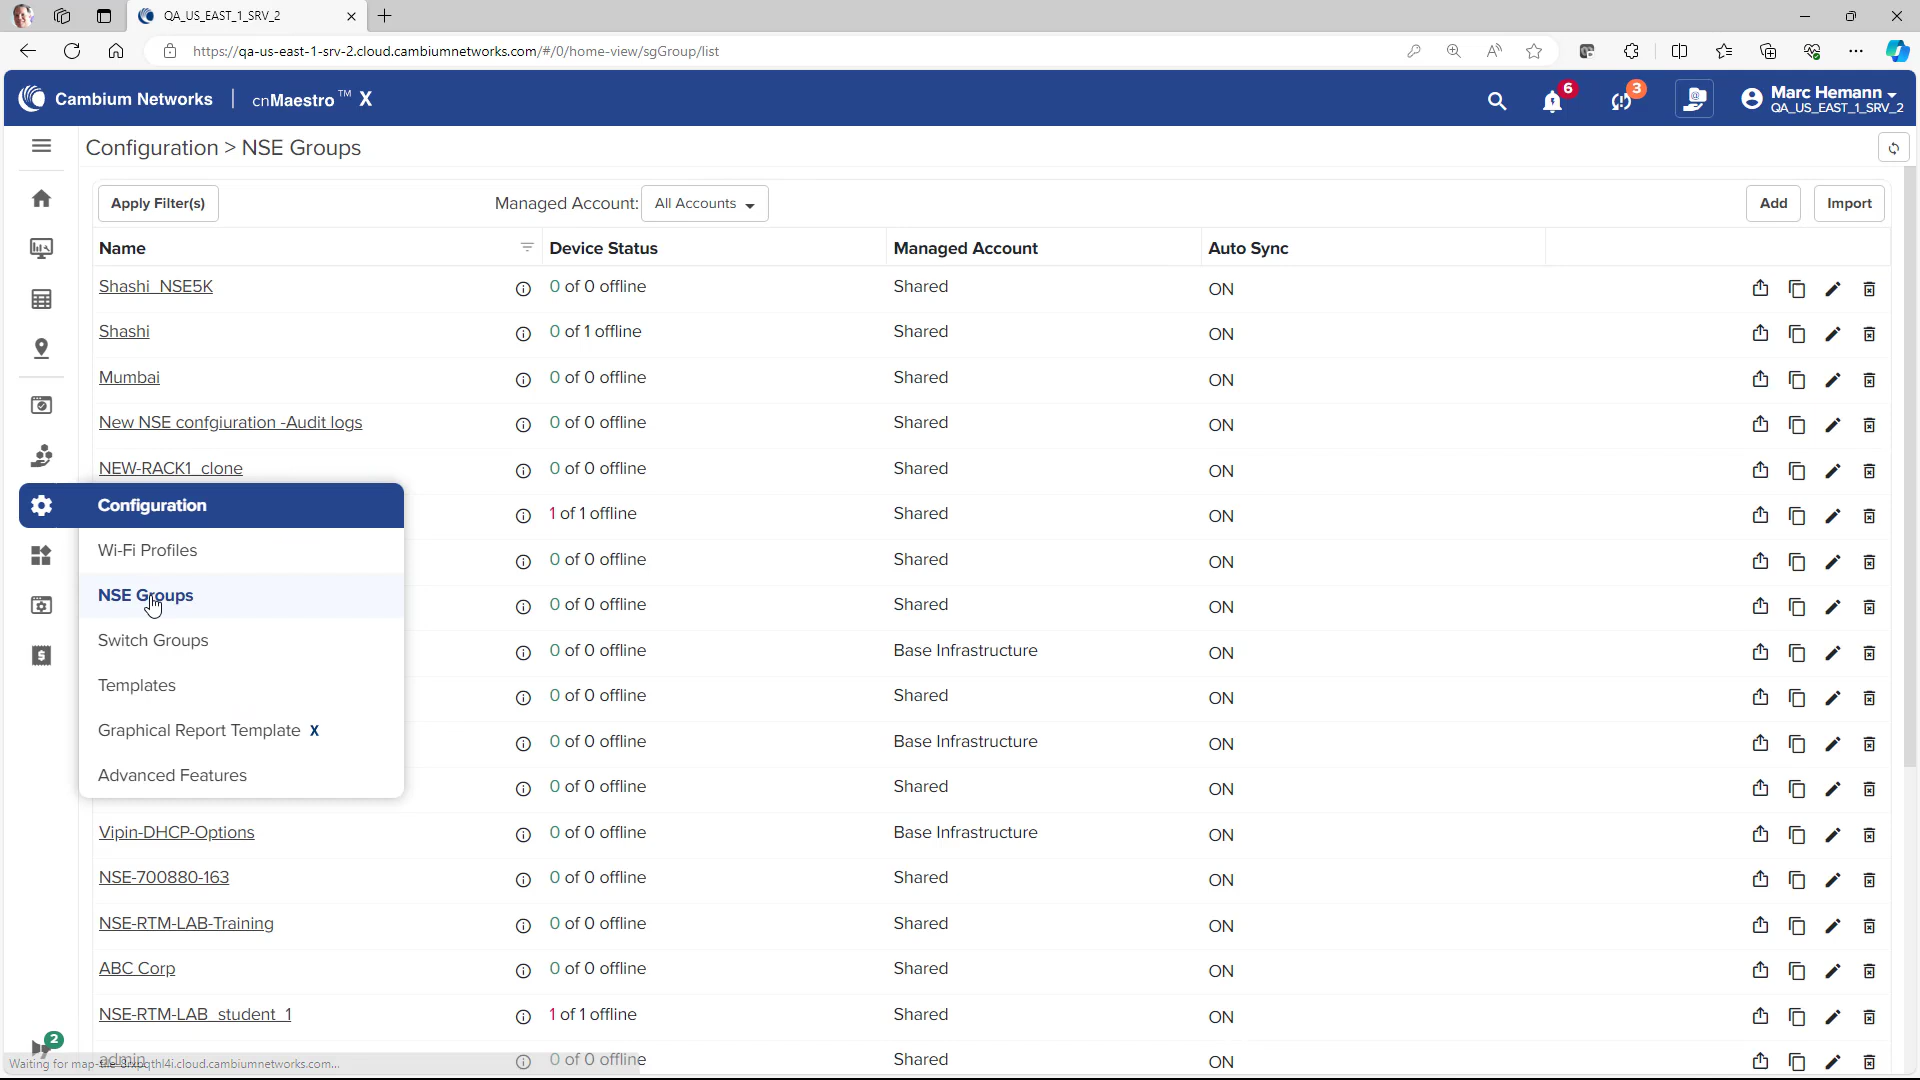 QA_US_EAST_1_SRV_2
https://qa-us-east-1-srv-2.cloud.cambiumnetworks.com/#/0/home-view/sgGroup/list
Cambium Networks | cnMaestro™ X
6
3
Marc Hemann
QA_US_EAST_1_SRV_2
Configuration > NSE Groups
Apply Filter(s) Managed Account: All Accounts Add Import
Name Device Status Managed Account Auto Sync
Shashi_NSE5K 0 of 0 offline Shared ON
Shashi 0 of 1 offline Shared ON
Mumbai 0 of 0 offline Shared ON
New NSE confgiuration -Audit logs 0 of 0 offline Shared ON
NEW-RACK1_clone 0 of 0 offline Shared ON
Configuration 1 of 1 offline Shared ON
Wi-Fi Profiles 0 of 0 offline Shared ON
NSE Groups 0 of 0 offline Shared ON
Switch Groups 0 of 0 offline Base Infrastructure ON
Templates 0 of 0 offline Shared ON
Graphical Report Template X 0 of 0 offline Base Infrastructure ON
Advanced Features 0 of 0 offline Shared ON
Vipin-DHCP-Options 0 of 0 offline Base Infrastructure ON
NSE-700880-163 0 of 0 offline Shared ON
NSE-RTM-LAB-Training 0 of 0 offline Shared ON
ABC Corp 0 of 0 offline Shared ON
NSE-RTM-LAB_student_1 1 of 1 offline Shared ON
2
admin 0 of 0 offline Shared ON
Waiting for